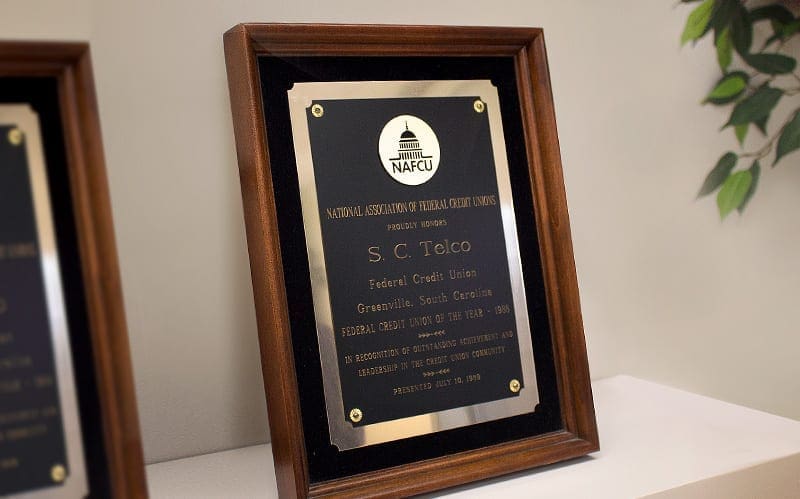 NAFCU
NATIONAL ASSOCIATION OF FEDERAL CREDIT UNIONS
PROUDLY HONORS
S. C. Telco
Federal Credit Union
Greenville, South Carolina
FEDERAL CREDIT UNION OF THE YEAR - 1998
IN RECOGNITION OF OUTSTANDING ACHIEVEMENT AND
LEADERSHIP IN THE CREDIT UNION COMMUNITY
PRESENTED JULY 10, 1998